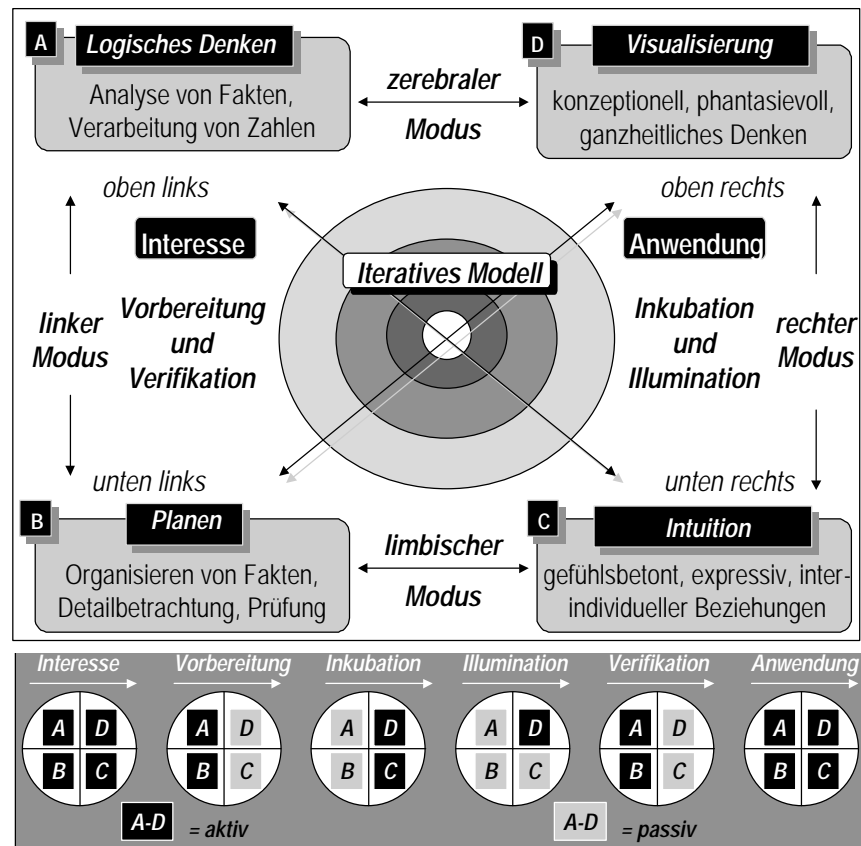 A
Logisches Denken
Analyse von Fakten,
Verarbeitung von Zahlen
zerebraler
Modus
D
Visualisierung
konzeptionell, phantasievoll,
ganzheitliches Denken
oben links
oben rechts
Interesse
Anwendung
Iteratives Modell
linker
Modus
Vorbereitung
und
Verifikation
Inkubation
und
Illumination
rechter
Modus
unten links
unten rechts
B
Planen
Organisieren von Fakten,
Detailbetrachtung, Prüfung
limbischer
Modus
C
Intuition
gefühlsbetont, expressiv, inter-
individueller Beziehungen
Interesse Vorbereitung Inkubation Illumination Verifikation Anwendung
A D A D A D A D A D A D
B C B C B C B C B C B C
A-D = aktiv A-D = passiv